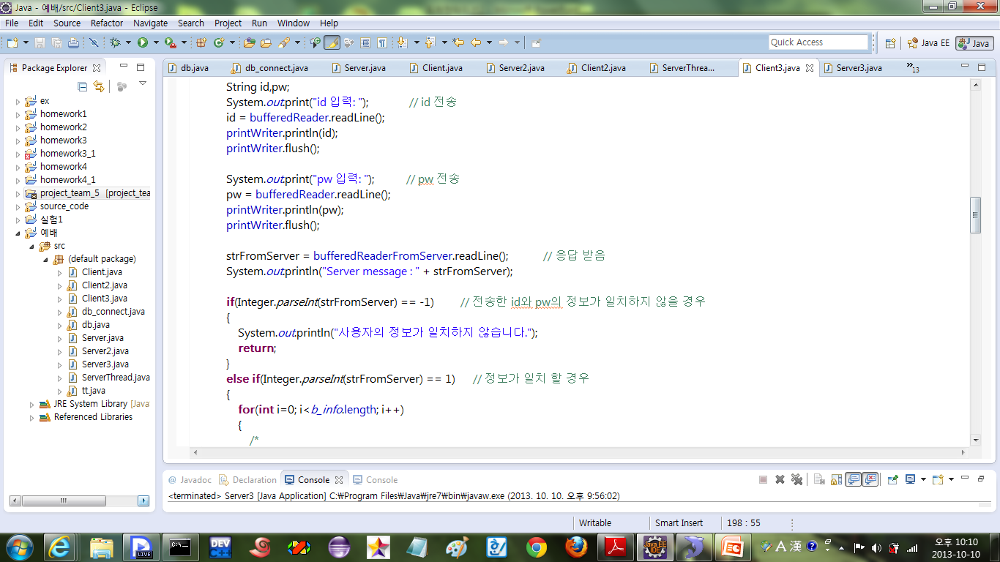 Java - 예배/src/Client3.java - Eclipse
File Edit Source Refactor Navigate Search Project Run Window Help
Quick Access
Java EE
Java
Package Explorer
db.java
db_connect.java
Server.java
Client.java
Server2.java
Client2.java
ServerThrea...
Client3.java
Server3.java
»13
ex
homework1
homework2
homework3
homework3_1
homework4
homework4_1
project_team_5 [project_tea
source_code
실험1
예배
src
(default package)
Client.java
Client2.java
Client3.java
db_connect.java
db.java
Server.java
Server2.java
Server3.java
ServerThread.java
tt.java
JRE System Library [Java
Referenced Libraries
String id,pw;
System.out.print("id 입력: "); // id 전송
id = bufferedReader.readLine();
printWriter.println(id);
printWriter.flush();
System.out.print("pw 입력: "); // pw 전송
pw = bufferedReader.readLine();
printWriter.println(pw);
printWriter.flush();
strFromServer = bufferedReaderFromServer.readLine(); // 응답 받음
System.out.println("Server message : " + strFromServer);
if(Integer.parseInt(strFromServer) == -1) // 전송한 id와 pw의 정보가 일치하지 않을 경우
{
System.out.println("사용자의 정보가 일치하지 않습니다.");
return;
}
else if(Integer.parseInt(strFromServer) == 1) // 정보가 일치 할 경우
{
for(int i=0; i<b_info.length; i++)
{
/*
@ Javadoc
Declaration
Console
Console
<terminated> Server3 [Java Application] C:₩Program Files₩Java₩jre7₩bin₩javaw.exe (2013. 10. 10. 오후 9:56:02)
Writable
Smart Insert
198 : 55
LIVE
DEV C++
Java EE IDE
A 漢
오후 10:10
2013-10-10